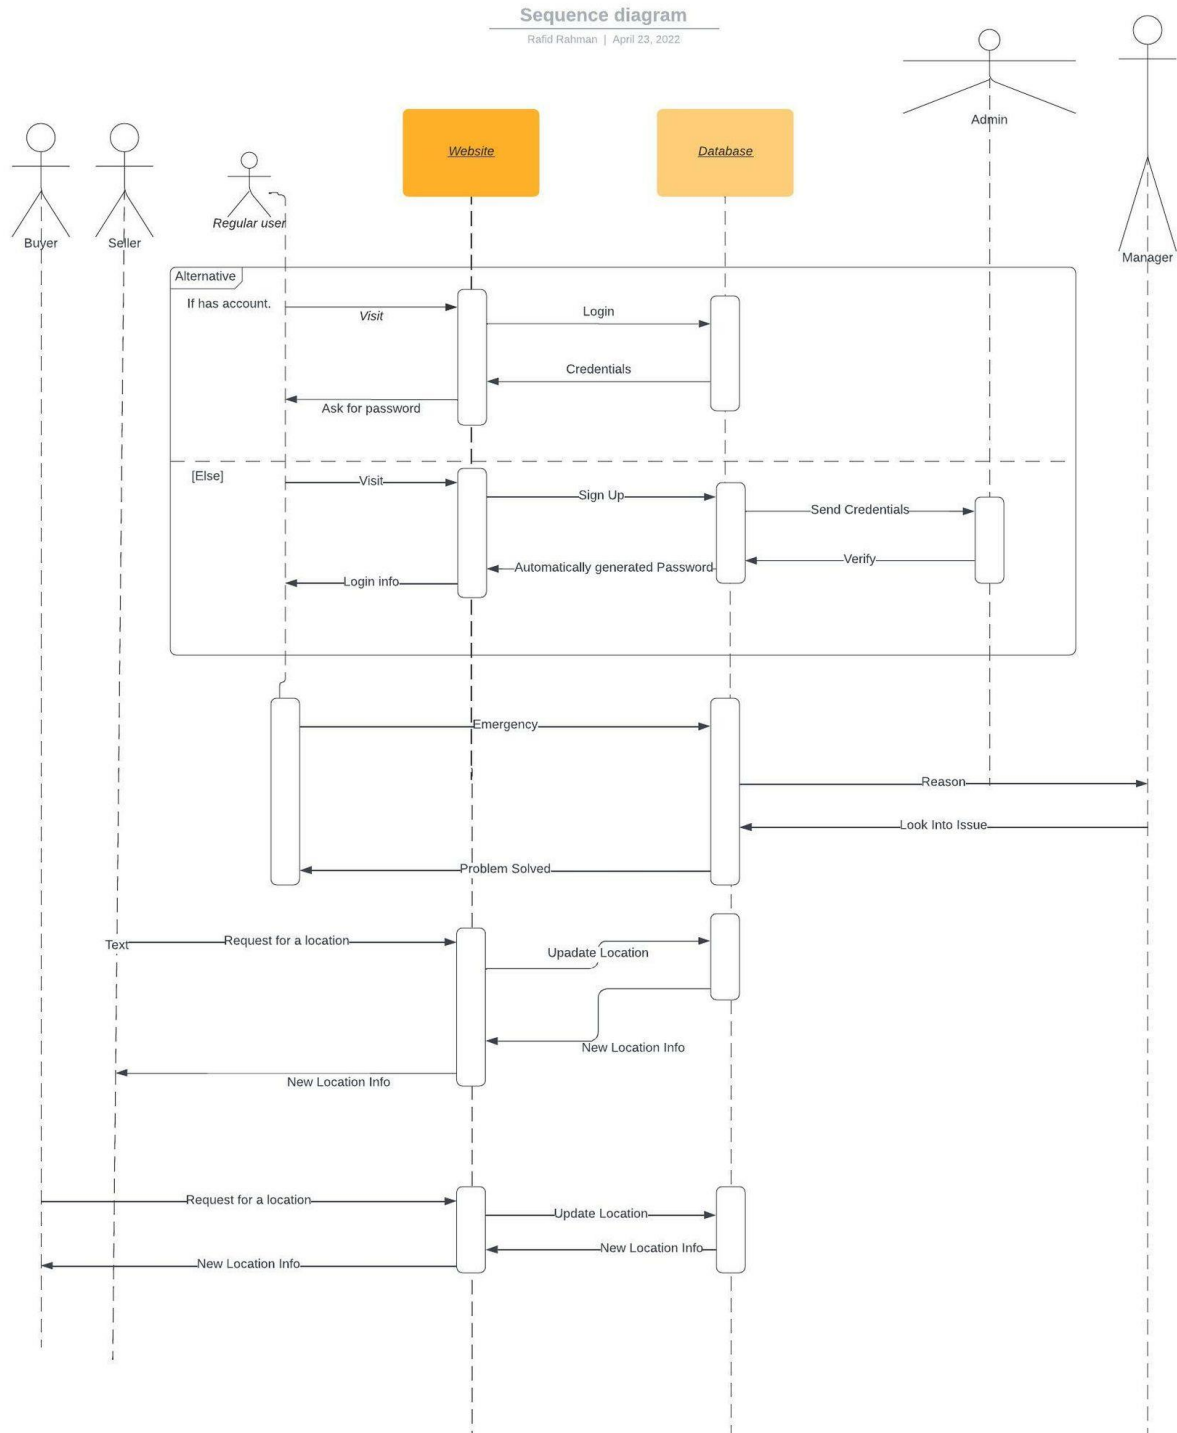 Sequence diagram
Rafid Rahman | April 23, 2022
Admin
Website
Database
Regular user
Buyer
Seller
Manager
Alternative
If has account.
Visit
Login
Credentials
Ask for password
[Else]
Visit
Sign Up
Send Credentials
Verify
Automatically generated Password
Login info
Emergency
Reason
Look Into Issue
Problem Solved
Text
Request for a location
Upadate Location
New Location Info
New Location Info
Request for a location
Update Location
New Location Info
New Location Info